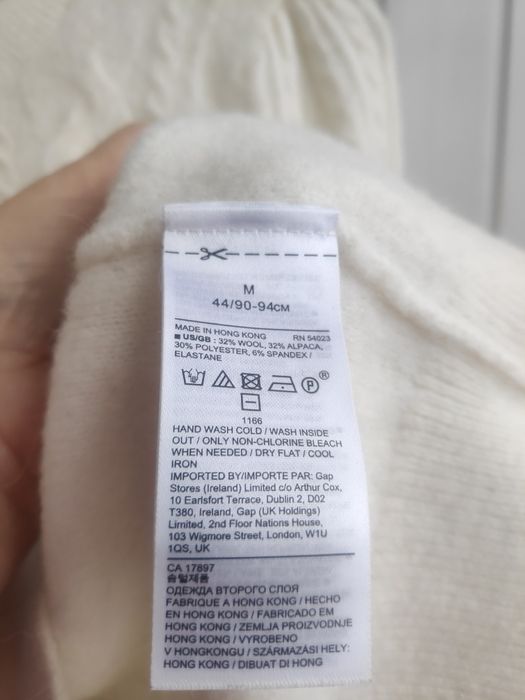 M
44/90-94CM
MADE IN HONG KONG RN 54023
■ US/GB : 32% WOOL, 32% ALPACA,
30% POLYESTER, 6% SPANDEX /
ELASTANE
P ®
1166
HAND WASH COLD / WASH INSIDE
OUT / ONLY NON-CHLORINE BLEACH
WHEN NEEDED / DRY FLAT / COOL
IRON
IMPORTED BY/IMPORTE PAR: Gap
Stores (Ireland) Limited c/o Arthur Cox,
10 Earlsfort Terrace, Dublin 2, D02
T380, Ireland, Gap (UK Holdings)
Limited, 2nd Floor Nations House,
103 Wigmore Street, London, W1U
1QS, UK
CA 17897
솜털제품
ОДЕЖДА ВТОРОГО СЛОЯ
FABRIQUE A HONG KONG / HECHO
EN HONG KONG / FABRICADO EM
HONG KONG / ZEMLJA PROIZVODNJE
HONG KONG / VYROBENO
V HONGKONGU / SZÁRMAZÁSI HELY:
HONG KONG / DIBUAT DI HONG